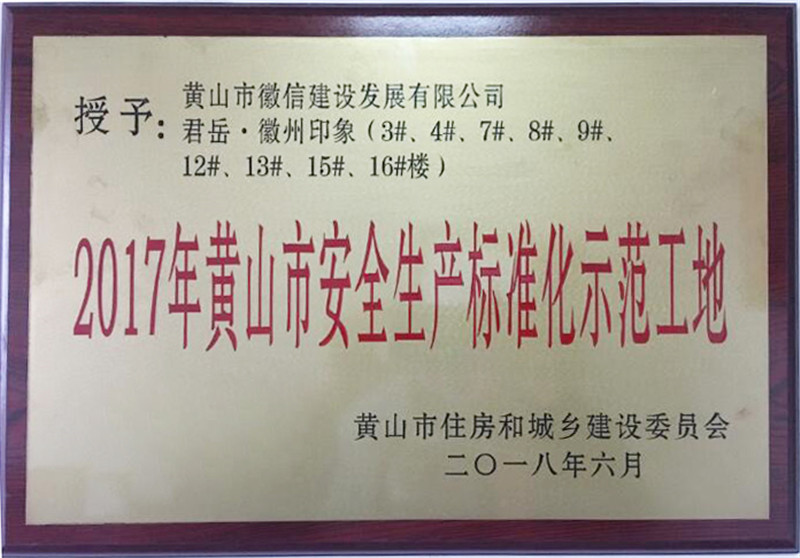 授予:
黄山市徽信建设发展有限公司
君岳·徽州印象(3#、4#、7#、8#、9#、
12#、13#、15#、16#楼)
2017年黄山市安全生产标准化示范工地
黄山市住房和城乡建设委员会
二〇一八年六月